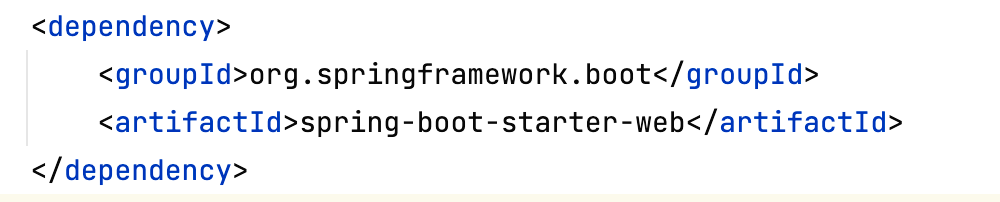 <dependency>
    <groupId>org.springframework.boot</groupId>
    <artifactId>spring-boot-starter-web</artifactId>
</dependency>